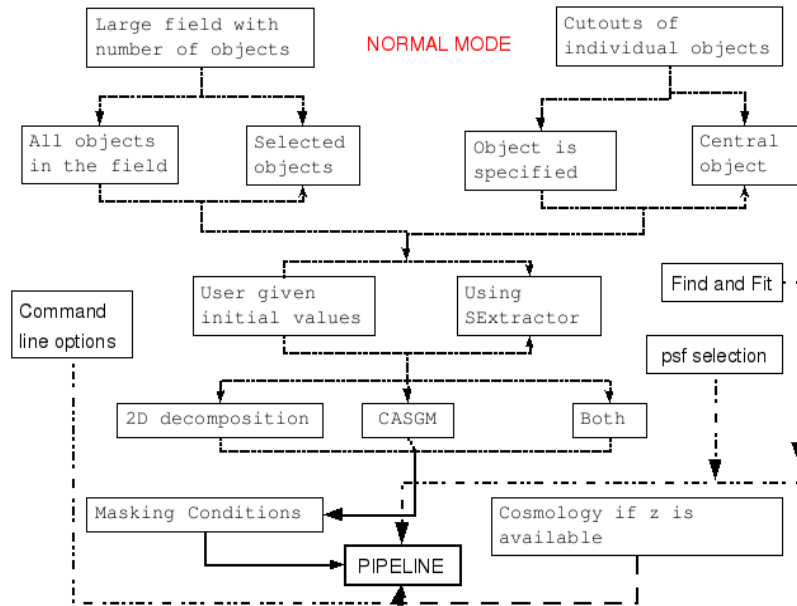 Large field with
number of objects
NORMAL MODE
Cutouts of
individual objects
All objects
in the field
Selected
objects
Object is
specified
Central
object
User given
initial values
Using
SExtractor
Find and Fit
Command
line options
psf selection
2D decomposition
CASGM
Both
Masking Conditions
Cosmology if z is
available
PIPELINE